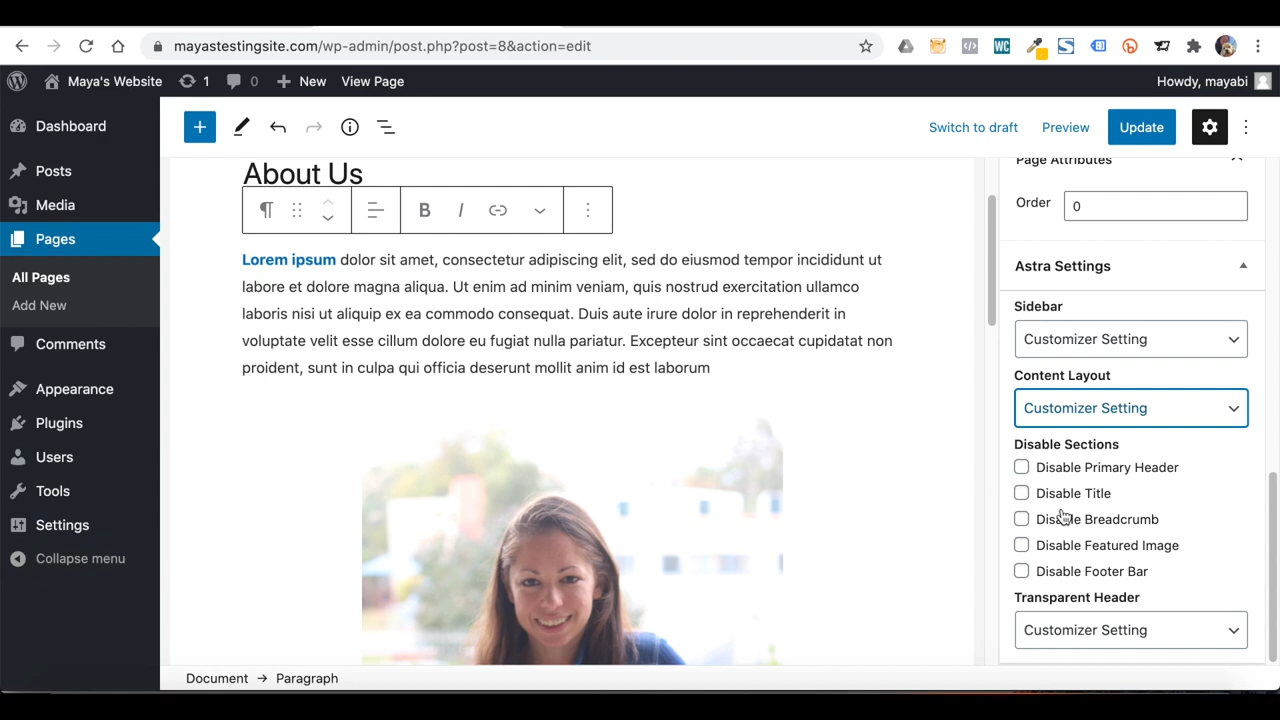 mayastestingsite.com/wp-admin/post.php?post=8&action=edit
WC
Maya's Website 1 0 New View Page
Howdy, mayabi
Dashboard
Posts
Media
Pages
All Pages
Add New
Comments
Appearance
Plugins
Users
Tools
Settings
Collapse menu
Switch to draft Preview Update
About Us
B I
Lorem ipsum dolor sit amet, consectetur adipiscing elit, sed do eiusmod tempor incididunt ut
labore et dolore magna aliqua. Ut enim ad minim veniam, quis nostrud exercitation ullamco
laboris nisi ut aliquip ex ea commodo consequat. Duis aute irure dolor in reprehenderit in
voluptate velit esse cillum dolore eu fugiat nulla pariatur. Excepteur sint occaecat cupidatat non
proident, sunt in culpa qui officia deserunt mollit anim id est laborum
Page Attributes
Order 0
Astra Settings
Sidebar
Customizer Setting
Content Layout
Customizer Setting
Disable Sections
Disable Primary Header
Disable Title
Disable Breadcrumb
Disable Featured Image
Disable Footer Bar
Transparent Header
Customizer Setting
Document → Paragraph